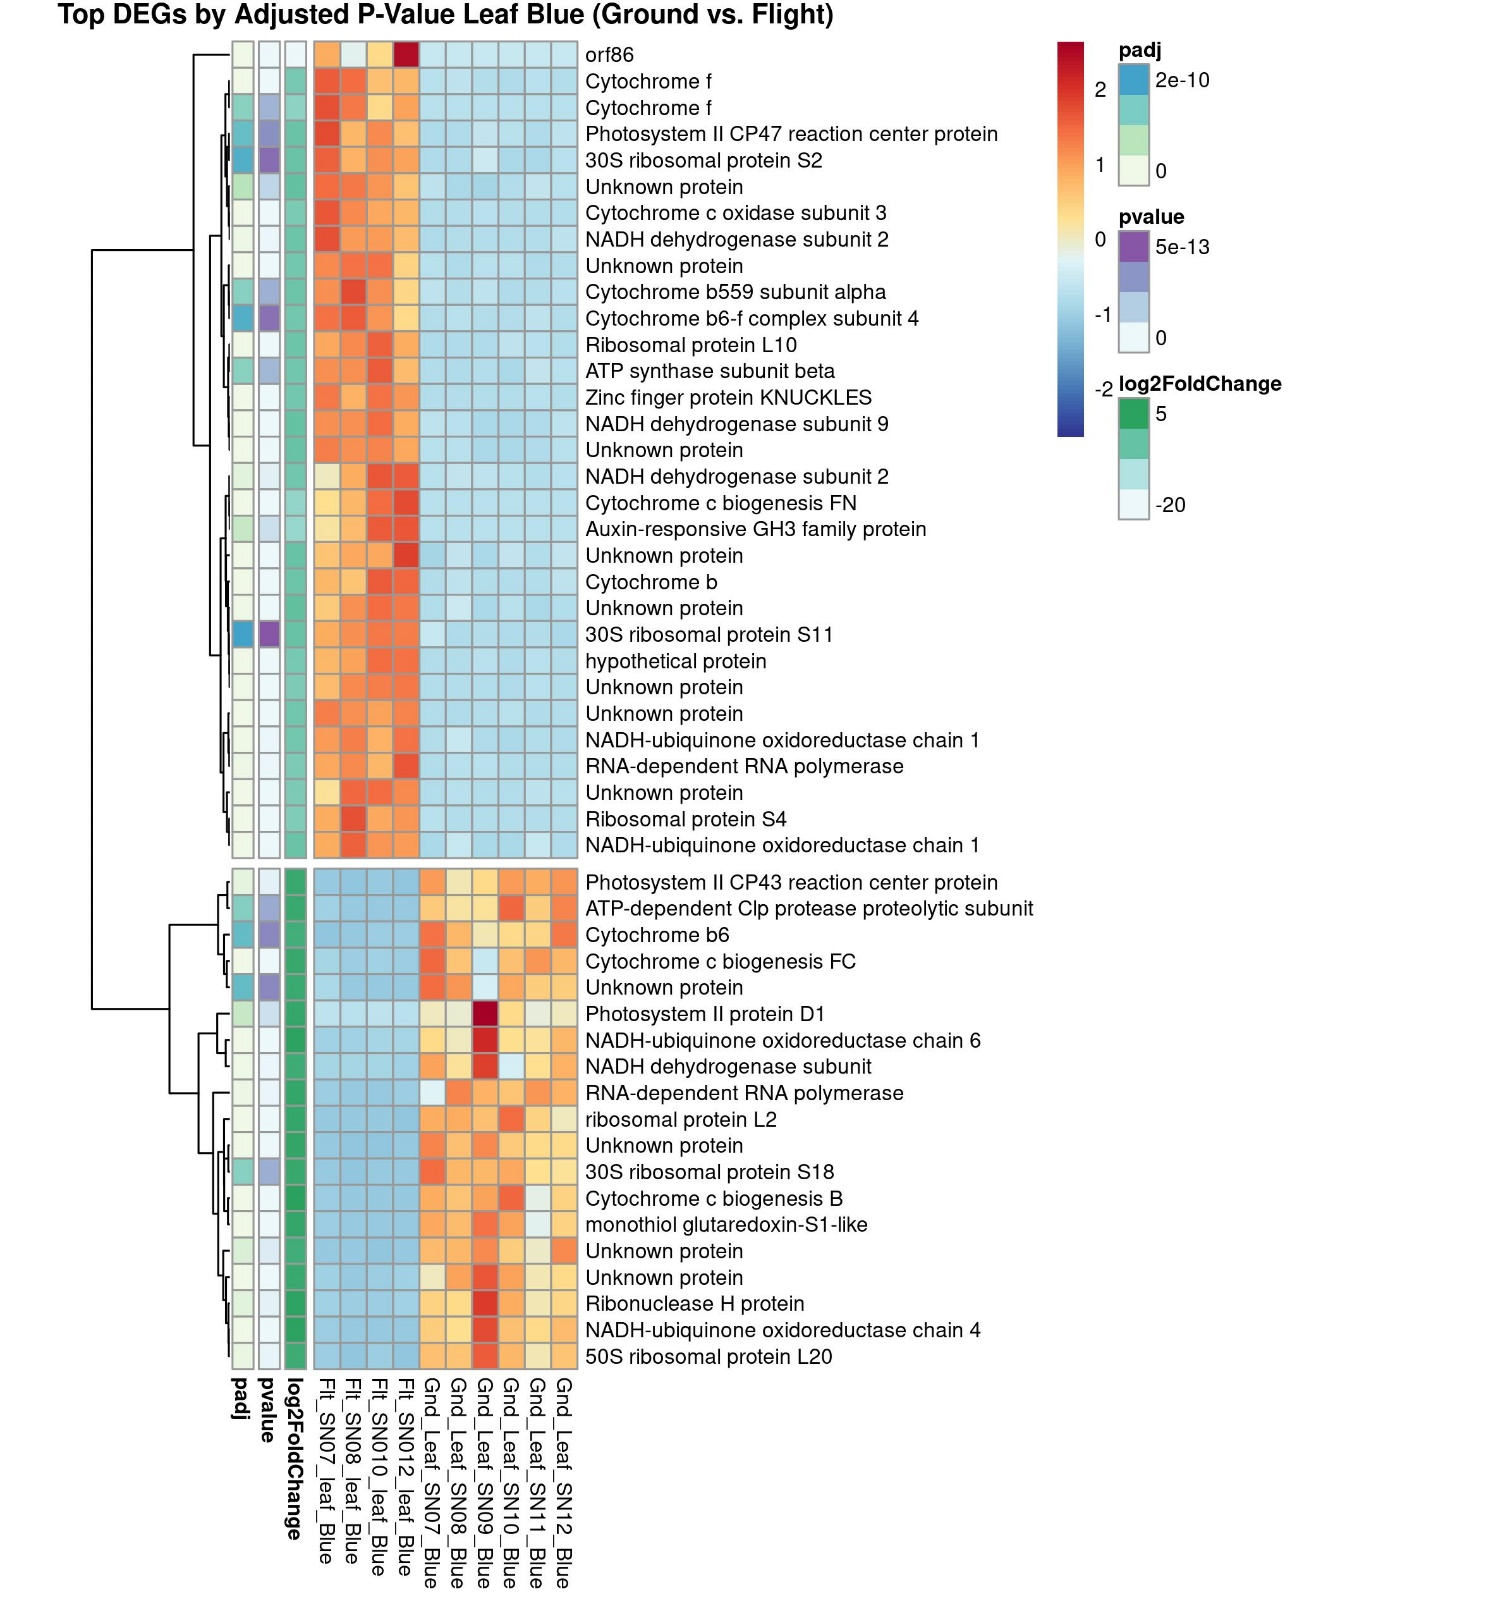 Top DEGs by Adjusted P-Value Leaf Blue (Ground vs. Flight)
orf86
Cytochrome f
Cytochrome f
Photosystem II CP47 reaction center protein
30S ribosomal protein S2
Unknown protein
Cytochrome c oxidase subunit 3
NADH dehydrogenase subunit 2
Unknown protein
Cytochrome b559 subunit alpha
Cytochrome b6-f complex subunit 4
Ribosomal protein L10
ATP synthase subunit beta
Zinc finger protein KNUCKLES
NADH dehydrogenase subunit 9
Unknown protein
NADH dehydrogenase subunit 2
Cytochrome c biogenesis FN
Auxin-responsive GH3 family protein
Unknown protein
Cytochrome b
Unknown protein
30S ribosomal protein S11
hypothetical protein
Unknown protein
Unknown protein
NADH-ubiquinone oxidoreductase chain 1
RNA-dependent RNA polymerase
Unknown protein
Ribosomal protein S4
NADH-ubiquinone oxidoreductase chain 1
Photosystem II CP43 reaction center protein
ATP-dependent Clp protease proteolytic subunit
Cytochrome b6
Cytochrome c biogenesis FC
Unknown protein
Photosystem II protein D1
NADH-ubiquinone oxidoreductase chain 6
NADH dehydrogenase subunit
RNA-dependent RNA polymerase
ribosomal protein L2
Unknown protein
30S ribosomal protein S18
Cytochrome c biogenesis B
monothiol glutaredoxin-S1-like
Unknown protein
Unknown protein
Ribonuclease H protein
NADH-ubiquinone oxidoreductase chain 4
50S ribosomal protein L20
padj
pvalue
log2FoldChange
Flt_SN07_leaf_Blue
Flt_SN08_leaf_Blue
Flt_SN010_leaf_Blue
Flt_SN012_leaf_Blue
Gnd_Leaf_SN07_Blue
Gnd_Leaf_SN08_Blue
Gnd_Leaf_SN09_Blue
Gnd_Leaf_SN10_Blue
Gnd_Leaf_SN11_Blue
Gnd_Leaf_SN12_Blue
2
1
0
-1
-2
padj
2e-10
0
pvalue
5e-13
0
log2FoldChange
5
-20